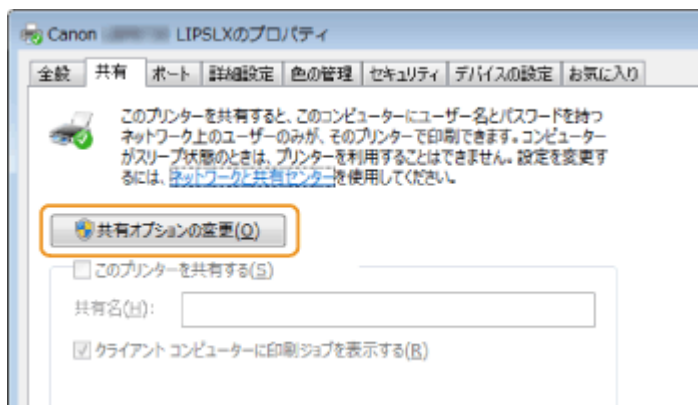 Canon LIPSLXのプロパティ
全般 共有 ポート 詳細設定 色の管理 セキュリティ デバイスの設定 お気に入り
このプリンターを共有すると、このコンピューターにユーザー名とパスワードを持つ
ネットワーク上のユーザーのみが、そのプリンターで印刷できます。コンピューター
がスリープ状態のときは、プリンターを利用することはできません。設定を変更す
るには、ネットワークと共有センターを使用してください。
共有オプションの変更(O)
このプリンターを共有する(S)
共有名(H):
クライアント コンピューターに印刷ジョブを表示する(R)